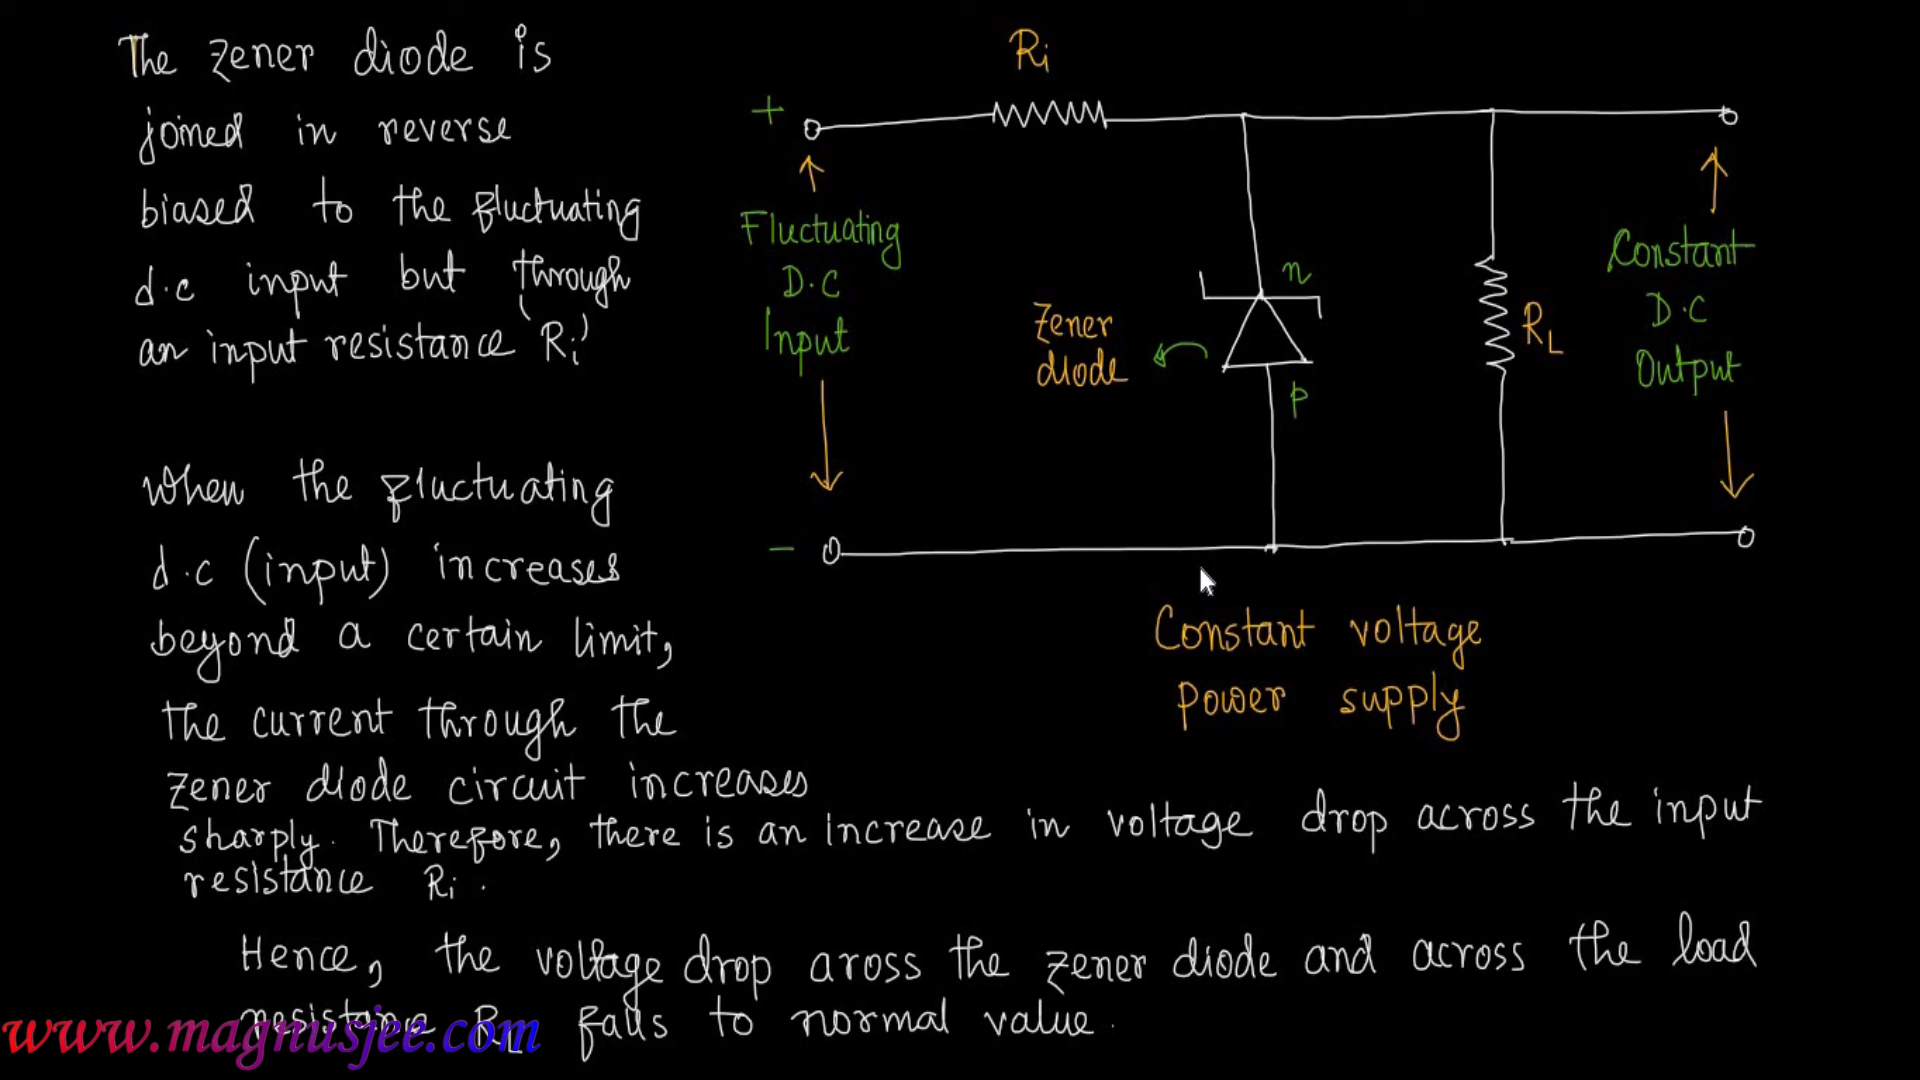 The zener diode is
joined in reverse
biased to the fluctuating
d.c input but through
an input resistance 'Ri'
When the fluctuating
d.c (input) increases
beyond a certain limit,
the current through the
zener diode circuit increases
sharply. Therefore, there is an increase in voltage drop across the input
resistance Ri.
Hence, the voltage drop aross the zener diode and across the load
resistance RL falls to normal value.
Ri
+
Fluctuating
D.C
Input
-
Zener
diode
n
p
RL
Constant
D.C
Output
Constant voltage
power supply
www.magnusjee.com